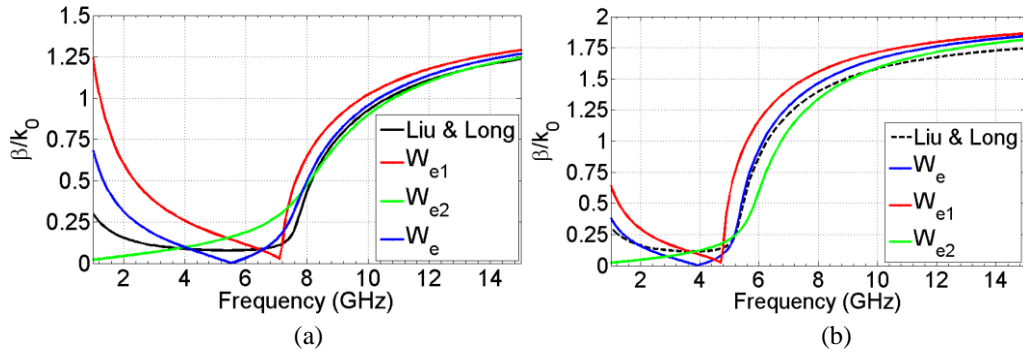 1.5
1.25
1
0.75
0.5
0.25
0
β/k0
2 4 6 8 10 12 14
Frequency (GHz)
Liu & Long
We1
We2
We
(a)
2
1.75
1.5
1.25
1
0.75
0.5
0.25
0
β/k0
2 4 6 8 10 12 14
Frequency (GHz)
Liu & Long
We
We1
We2
(b)